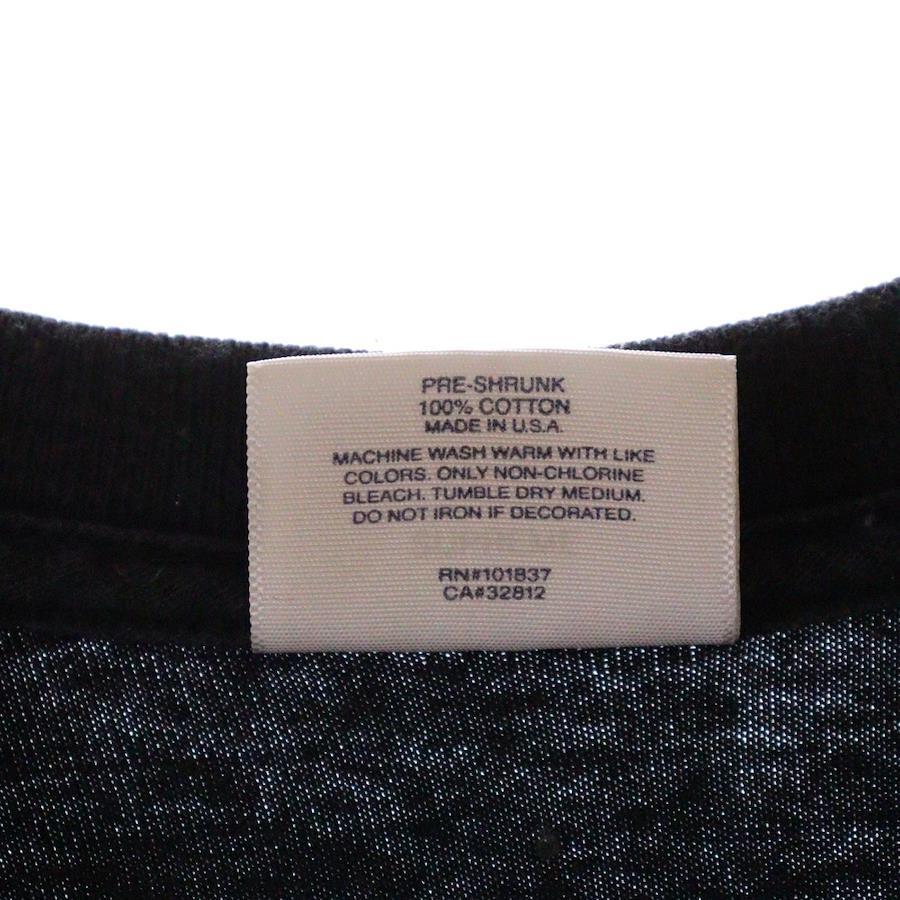 PRE-SHRUNK
100% COTTON
MADE IN U.S.A.
MACHINE WASH WARM WITH LIKE
COLORS. ONLY NON-CHLORINE
BLEACH. TUMBLE DRY MEDIUM.
DO NOT IRON IF DECORATED.
RN#101837
CA#32812